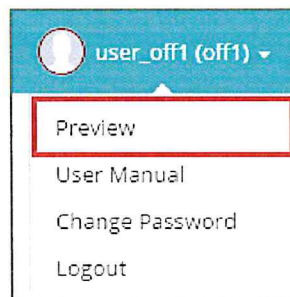 user_off1 (off1)
Preview
User Manual
Change Password
Logout